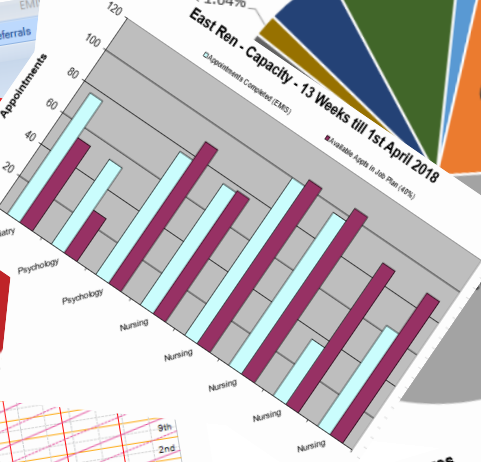 eferrals
1.04%
East Ren - Capacity - 13 Weeks till 1st April 2018
Appointments Completed (EMIS)
Available Appts in Job Plan (40%)
Appointments
120
100
80
60
40
20
iatry
Psychology
Psychology
Nursing
Nursing
Nursing
Nursing
Nursing
9th
2nd